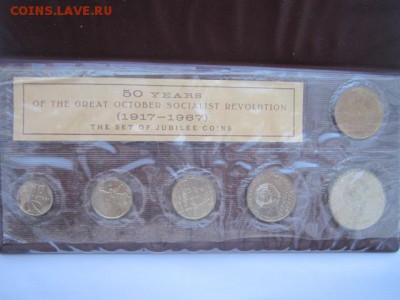 COINS.LAVE.RU
50 YEARS
OF THE GREAT OCTOBER SOCIALIST REVOLUTION
(1917—1967)
THE SET OF JUBILEE COINS